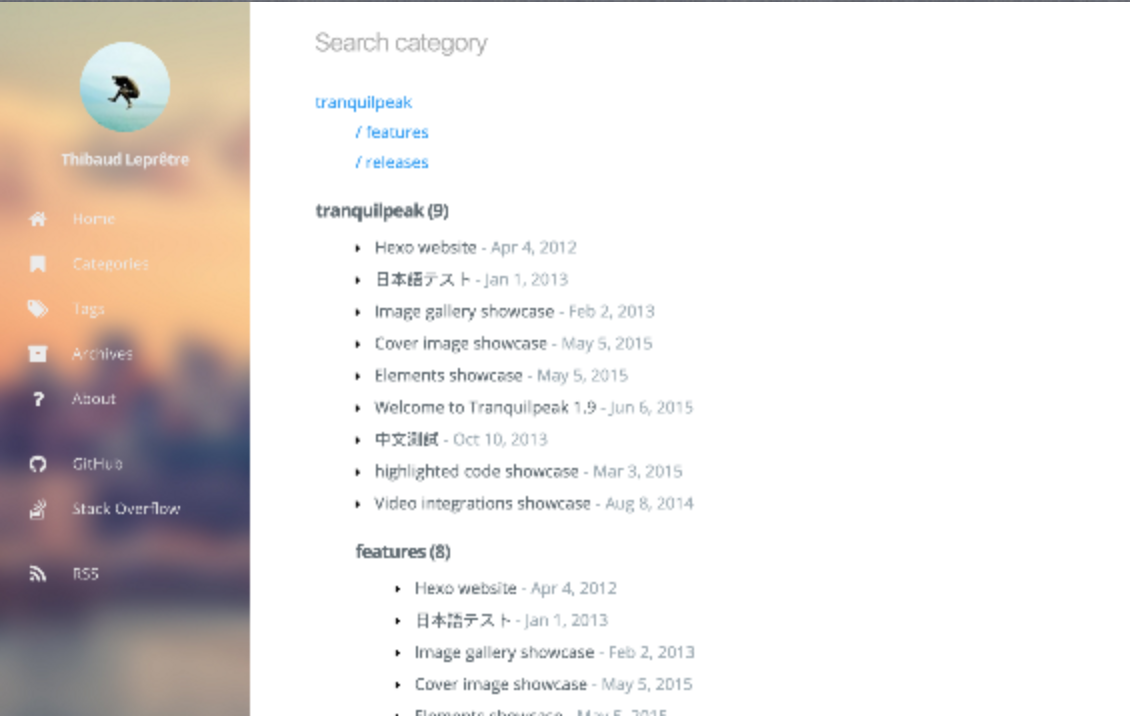 Thibaud Leprêtre
Home
Categories
Tags
Archives
About
GitHub
Stack Overflow
RSS
Search category
tranquilpeak
/ features
/ releases
tranquilpeak (9)
Hexo website - Apr 4, 2012
日本語テスト - Jan 1, 2013
Image gallery showcase - Feb 2, 2013
Cover image showcase - May 5, 2015
Elements showcase - May 5, 2015
Welcome to Tranquilpeak 1.9 - Jun 6, 2015
中文測試 - Oct 10, 2013
highlighted code showcase - Mar 3, 2015
Video integrations showcase - Aug 8, 2014
features (8)
Hexo website - Apr 4, 2012
日本語テスト - Jan 1, 2013
Image gallery showcase - Feb 2, 2013
Cover image showcase - May 5, 2015
Elements showcase - May 5, 2015